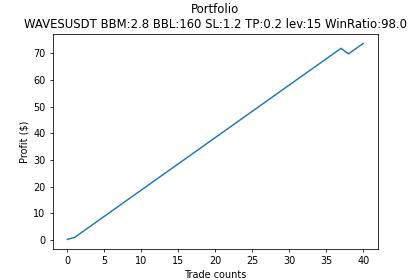 Portfolio
WAVESUSDT BBM:2.8 BBL:160 SL:1.2 TP:0.2 lev:15 WinRatio:98.0
70
60
50
40
30
20
10
0
Profit ($)
0 5 10 15 20 25 30 35 40
Trade counts